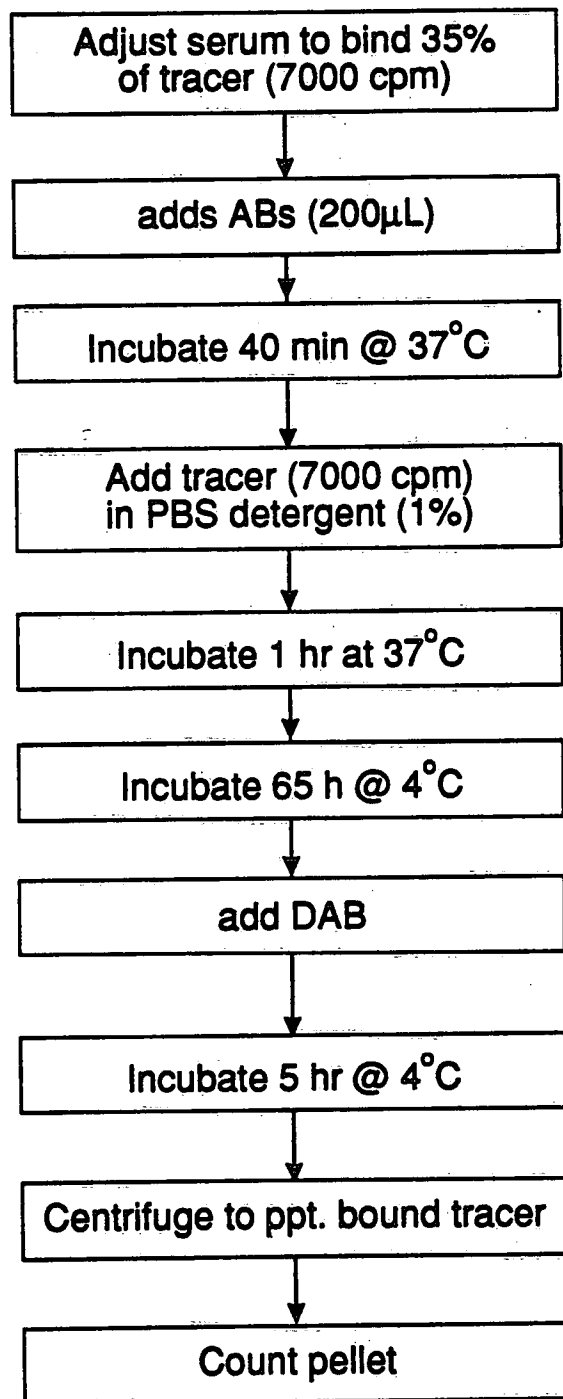 Adjust serum to bind 35%
of tracer (7000 cpm)
adds ABs (200µL)
Incubate 40 min @ 37°C
Add tracer (7000 cpm)
in PBS detergent (1%)
Incubate 1 hr at 37°C
Incubate 65 h @ 4°C
add DAB
Incubate 5 hr @ 4°C
Centrifuge to ppt. bound tracer
Count pellet